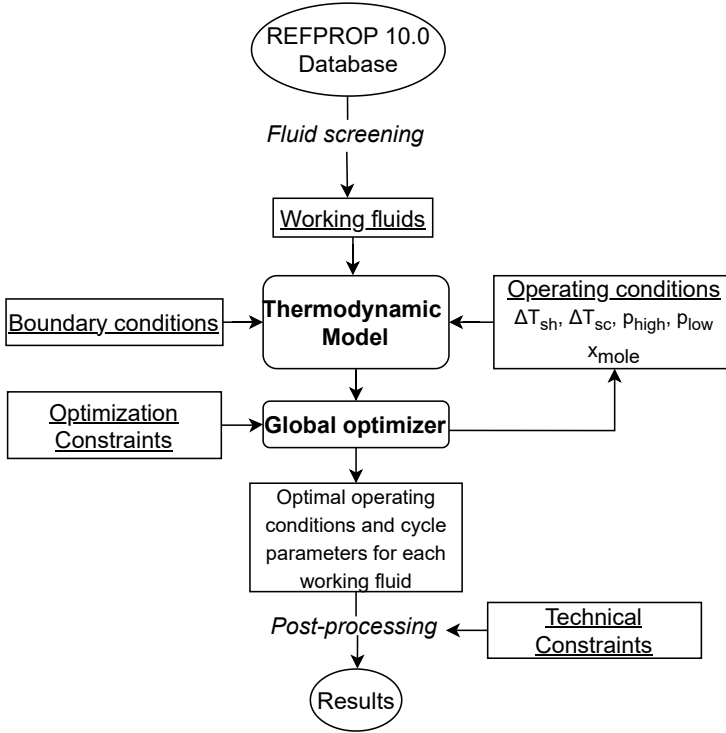 REFPROP 10.0
Database
Fluid screening
Working fluids
Boundary conditions
Thermodynamic
Model
Operating conditions
ΔTsh, ΔTsc, phigh, plow
xmole
Optimization
Constraints
Global optimizer
Optimal operating
conditions and cycle
parameters for each
working fluid
Post-processing
Technical
Constraints
Results